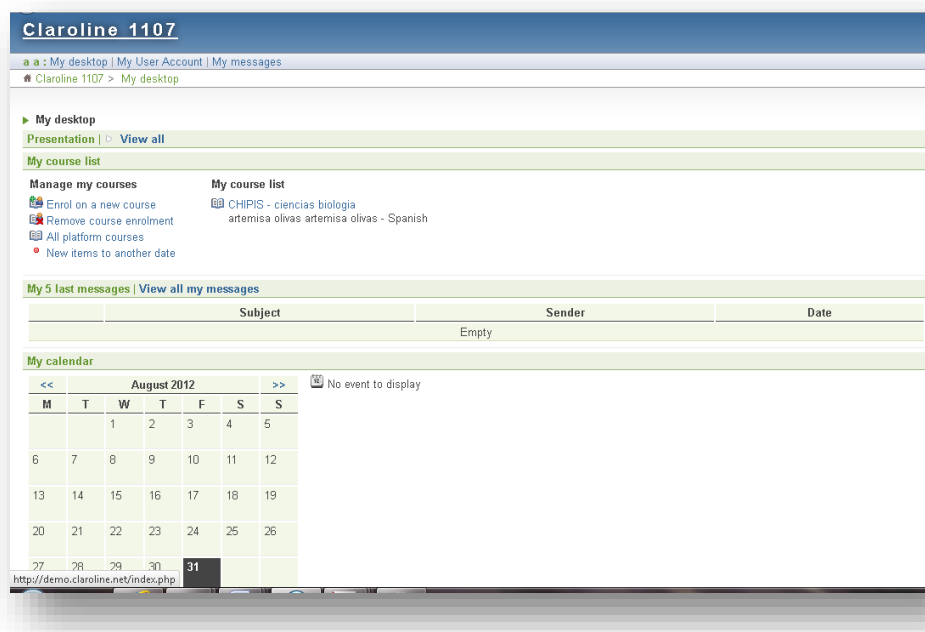 Claroline 1107
a a : My desktop | My User Account | My messages
Claroline 1107 > My desktop
My desktop
Presentation | View all
My course list
Manage my courses
Enrol on a new course
Remove course enrolment
All platform courses
New items to another date
My course list
CHIPIS - ciencias biologia
artemisa olivas artemisa olivas - Spanish
My 5 last messages | View all my messages
Subject Sender Date
Empty
My calendar
<< August 2012 >>
M T W T F S S
1 2 3 4 5
6 7 8 9 10 11 12
13 14 15 16 17 18 19
20 21 22 23 24 25 26
27 28 29 30 31
No event to display
http://demo.claroline.net/index.php